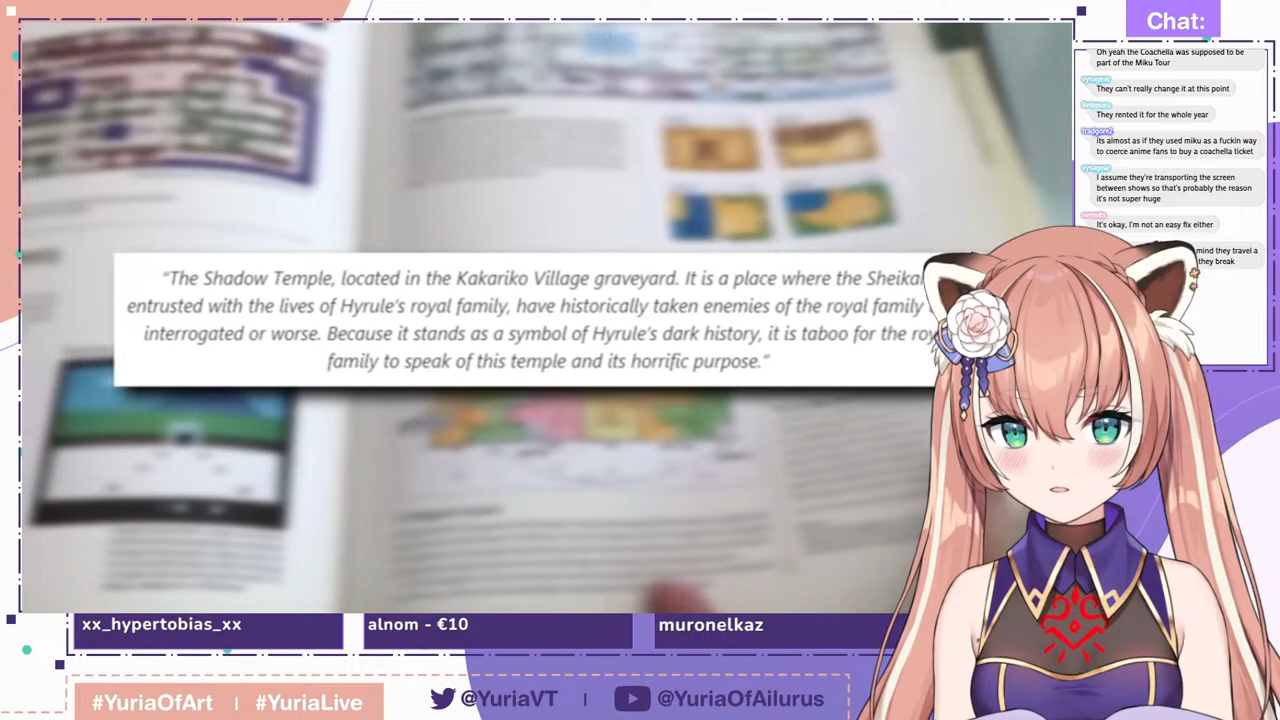 Chat:
Oh yeah the Coachella was supposed to be
part of the Miku Tour
vysagear
They can't really change it at this point
They rented it for the whole year
its almost as if they used miku as a fuckin way
to coerce anime fans to buy a coachella ticket
vysagear
I assume they're transporting the screen
between shows so that's probably the reason
it's not super huge
It's okay, I'm not an easy fix either
mind they travel a
they break
“The Shadow Temple, located in the Kakariko Village graveyard. It is a place where the Sheikah
entrusted with the lives of Hyrule's royal family, have historically taken enemies of the royal family
interrogated or worse. Because it stands as a symbol of Hyrule's dark history, it is taboo for the roy
family to speak of this temple and its horrific purpose.”
xx_hypertobias_xx
alnom - €10
muronelkaz
#YuriaOfArt | #YuriaLive
@YuriaVT | @YuriaOfAilurus